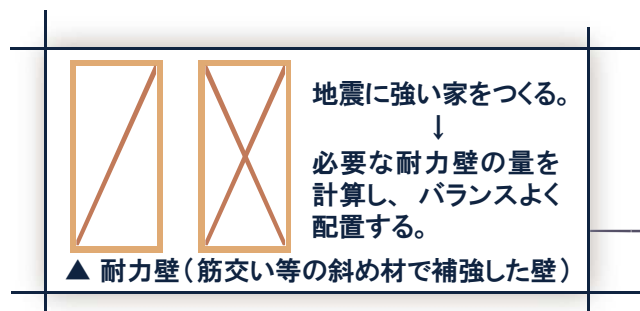 地震に強い家をつくる。
↓
必要な耐力壁の量を
計算し、バランスよく
配置する。
▲ 耐力壁（筋交い等の斜め材で補強した壁）